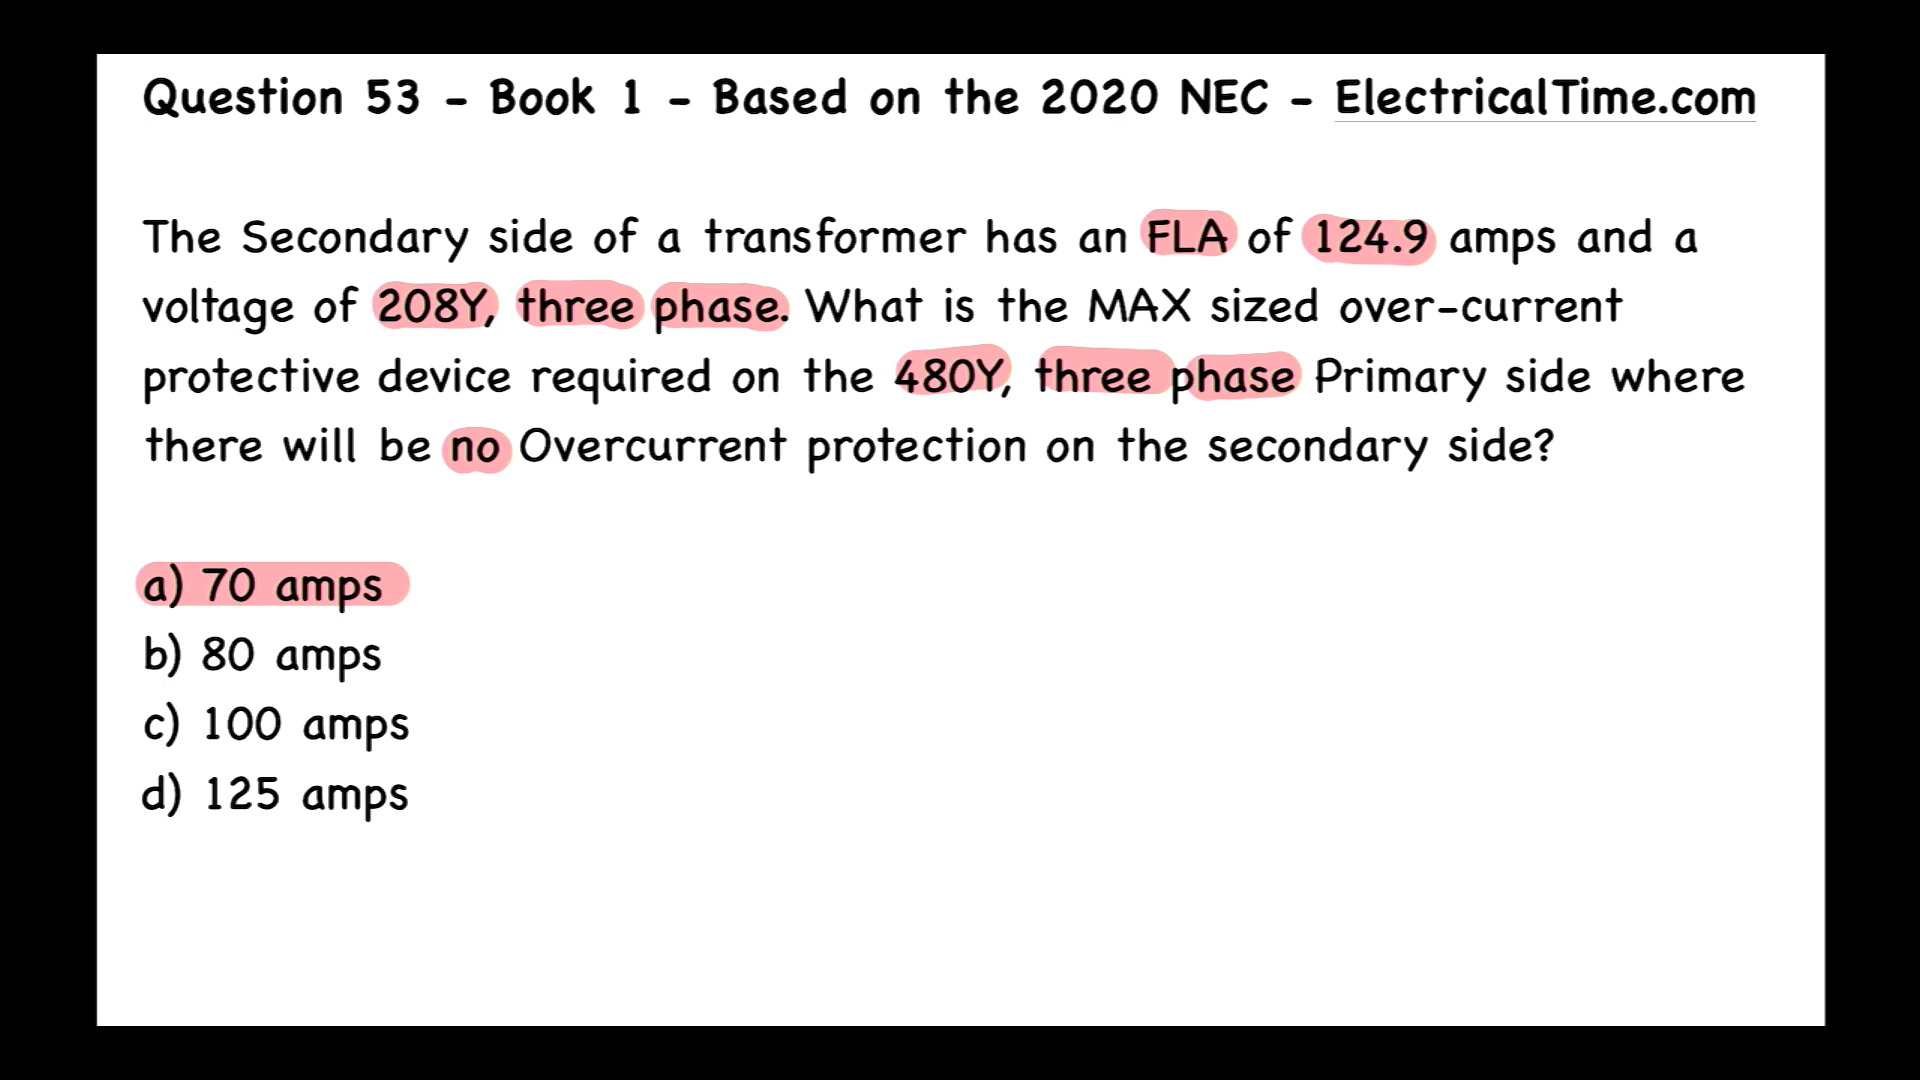 Question 53 - Book 1 - Based on the 2020 NEC - ElectricalTime.com
The Secondary side of a transformer has an FLA of 124.9 amps and a
voltage of 208Y, three phase. What is the MAX sized over-current
protective device required on the 480Y, three phase Primary side where
there will be no Overcurrent protection on the secondary side?
a) 70 amps
b) 80 amps
c) 100 amps
d) 125 amps